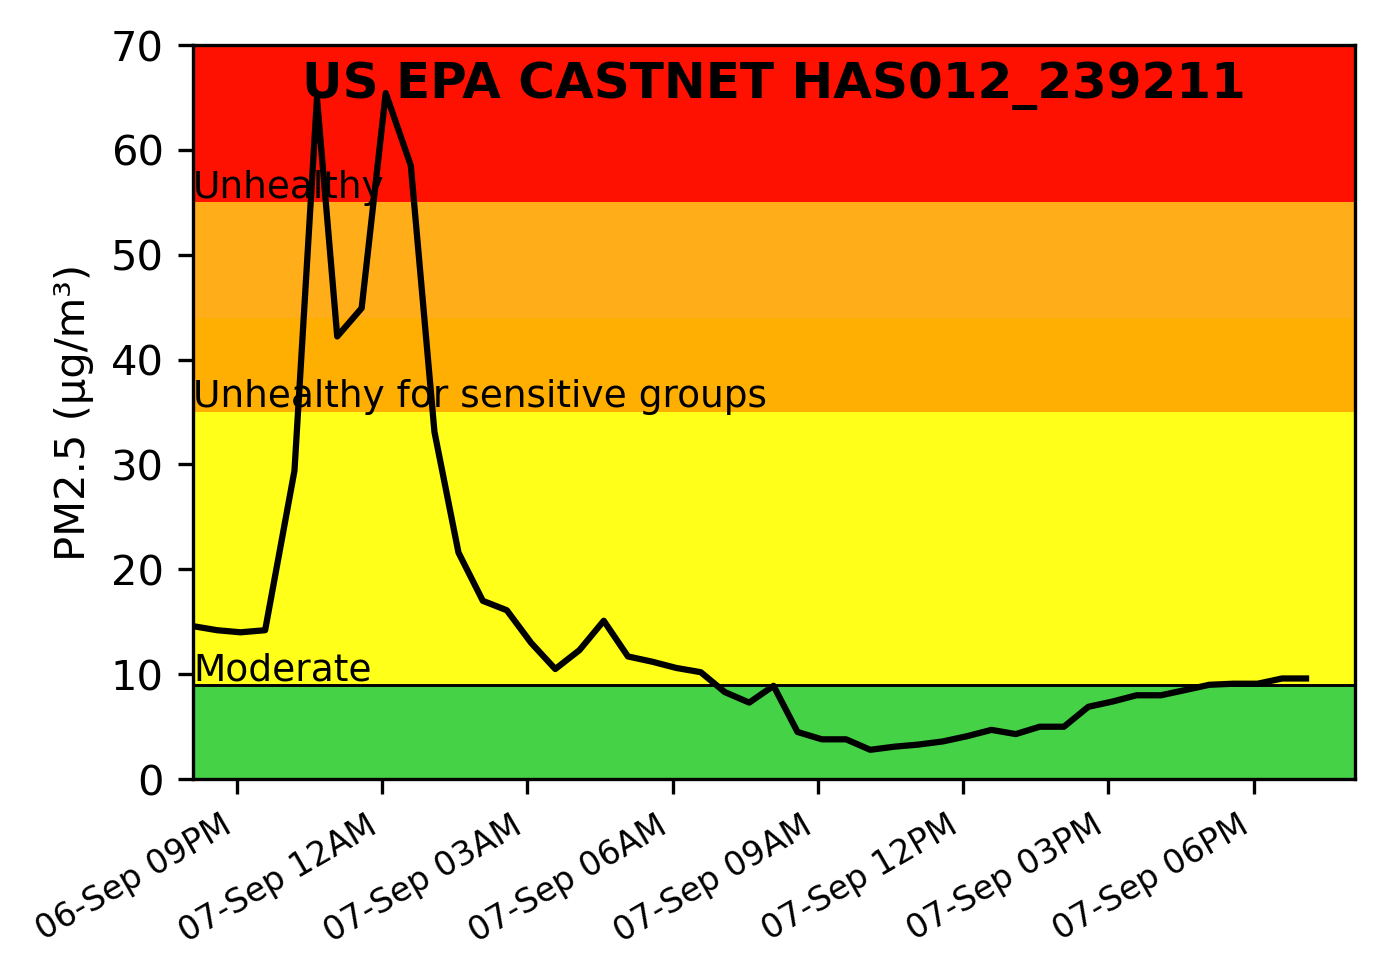 US EPA CASTNET HAS012_239211
70
60
Unhealthy
50
40
Unhealthy for sensitive groups
30
20
Moderate
10
0
PM2.5 (μg/m³)
06-Sep 09PM
07-Sep 12AM
07-Sep 03AM
07-Sep 06AM
07-Sep 09AM
07-Sep 12PM
07-Sep 03PM
07-Sep 06PM